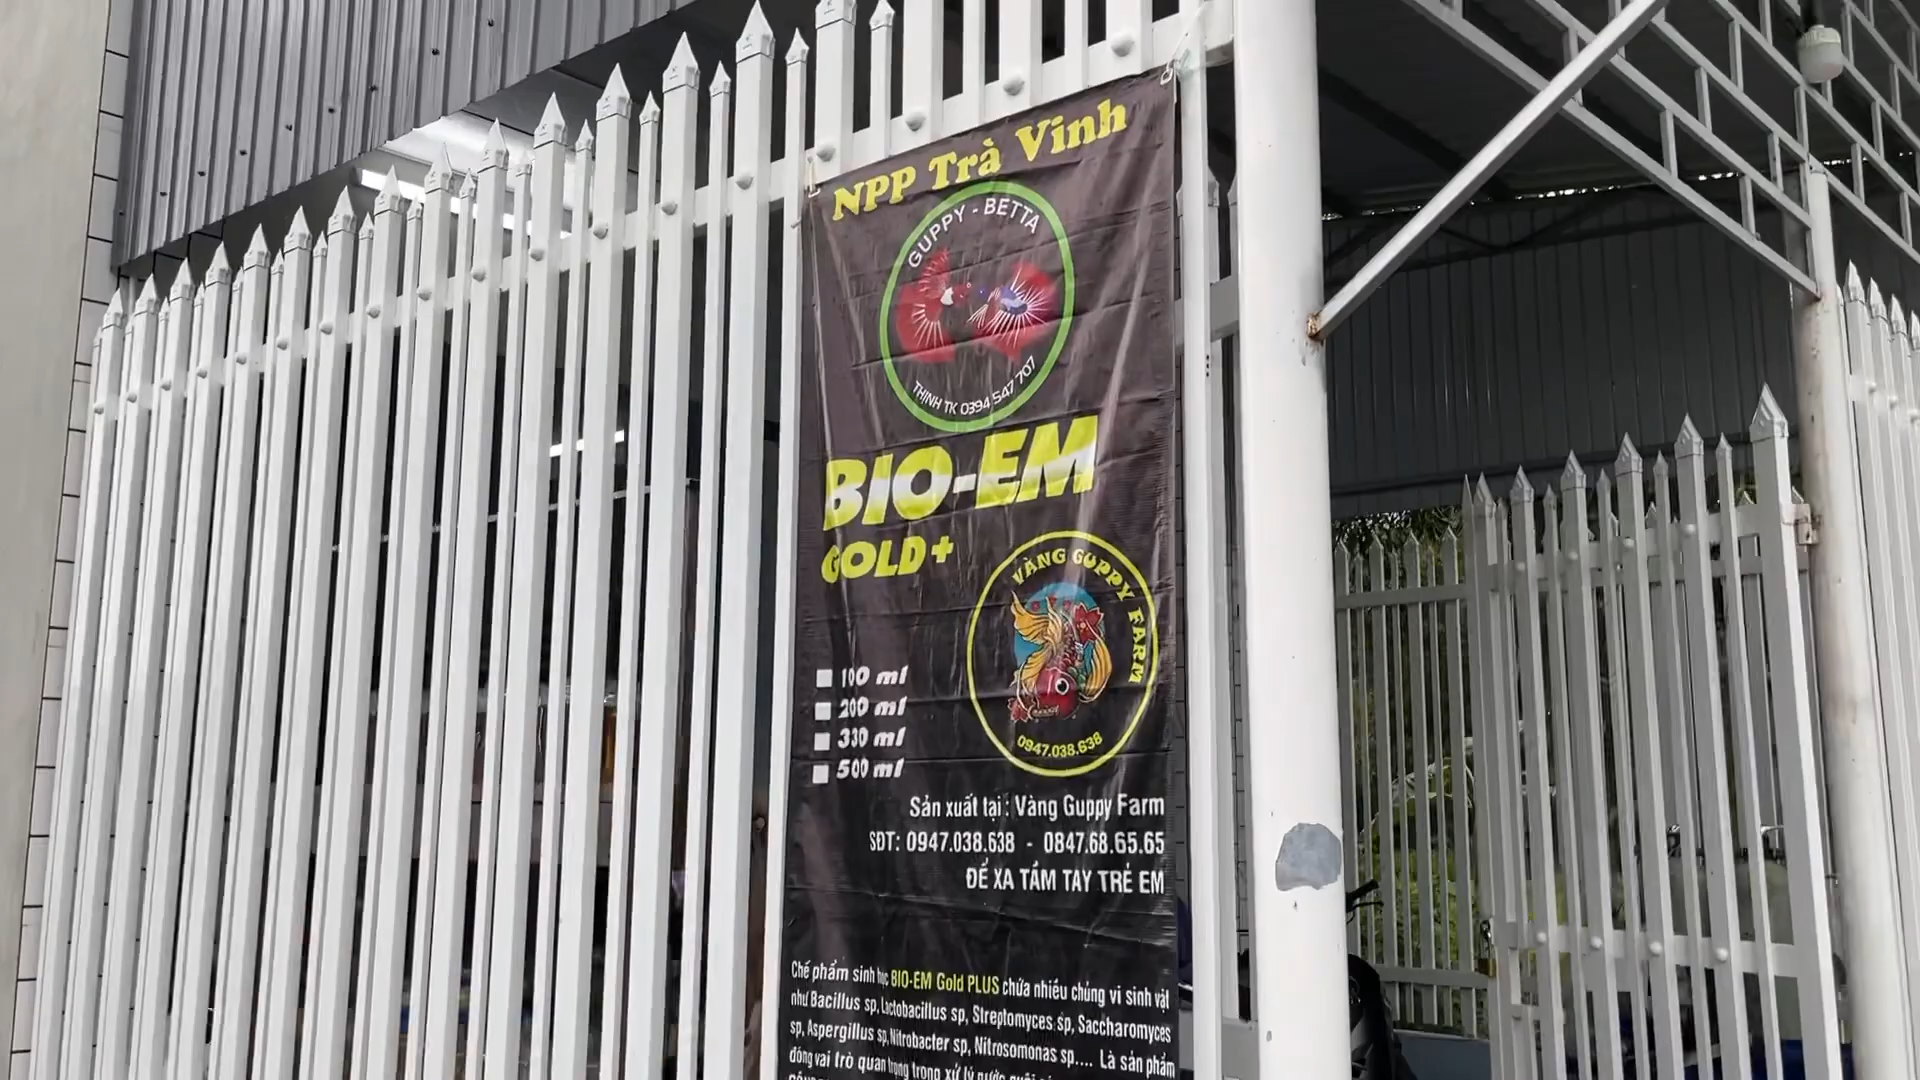 NPP Trà Vinh
GUPPY - BETTA
THỊNH TK 0394 547 707
BIO-EM
GOLD+
VÀNG GUPPY FARM
0947.038.638
100 ml
200 ml
330 ml
500 ml
Sản xuất tại : Vàng Guppy Farm
SĐT: 0947.038.638 - 0847.68.65.65
ĐỂ XA TẦM TAY TRẺ EM
Chế phẩm sinh học BIO-EM Gold PLUS chứa nhiều chủng vi sinh vật
như Bacillus sp, Lactobacillus sp, Streptomyces sp, Saccharomyces
sp, Aspergillus sp, Nitrobacter sp, Nitrosomonas sp.... Là sản phẩm
đóng vai trò quan trọng trong xử lý nước nuôi